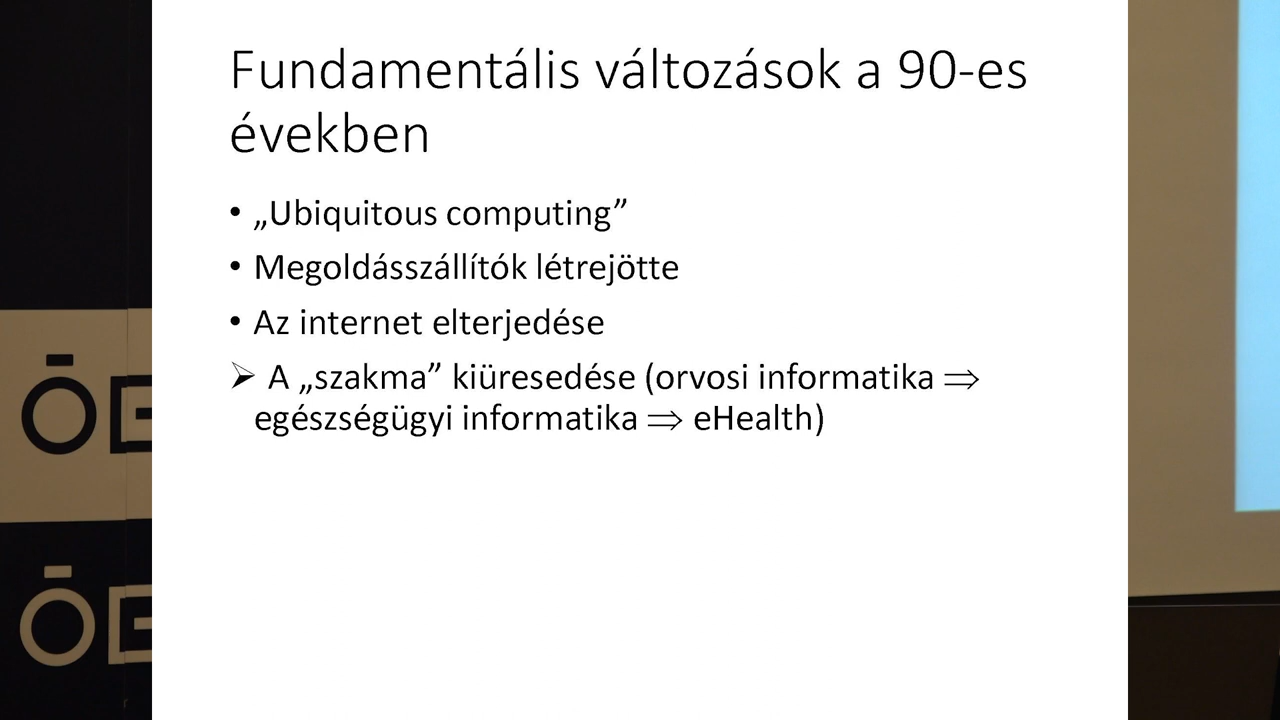 Fundamentális változások a 90-es
években
• „Ubiquitous computing”
• Megoldásszállítók létrejötte
• Az internet elterjedése
➢ A „szakma” kiüresedése (orvosi informatika ⇒
egészségügyi informatika ⇒ eHealth)